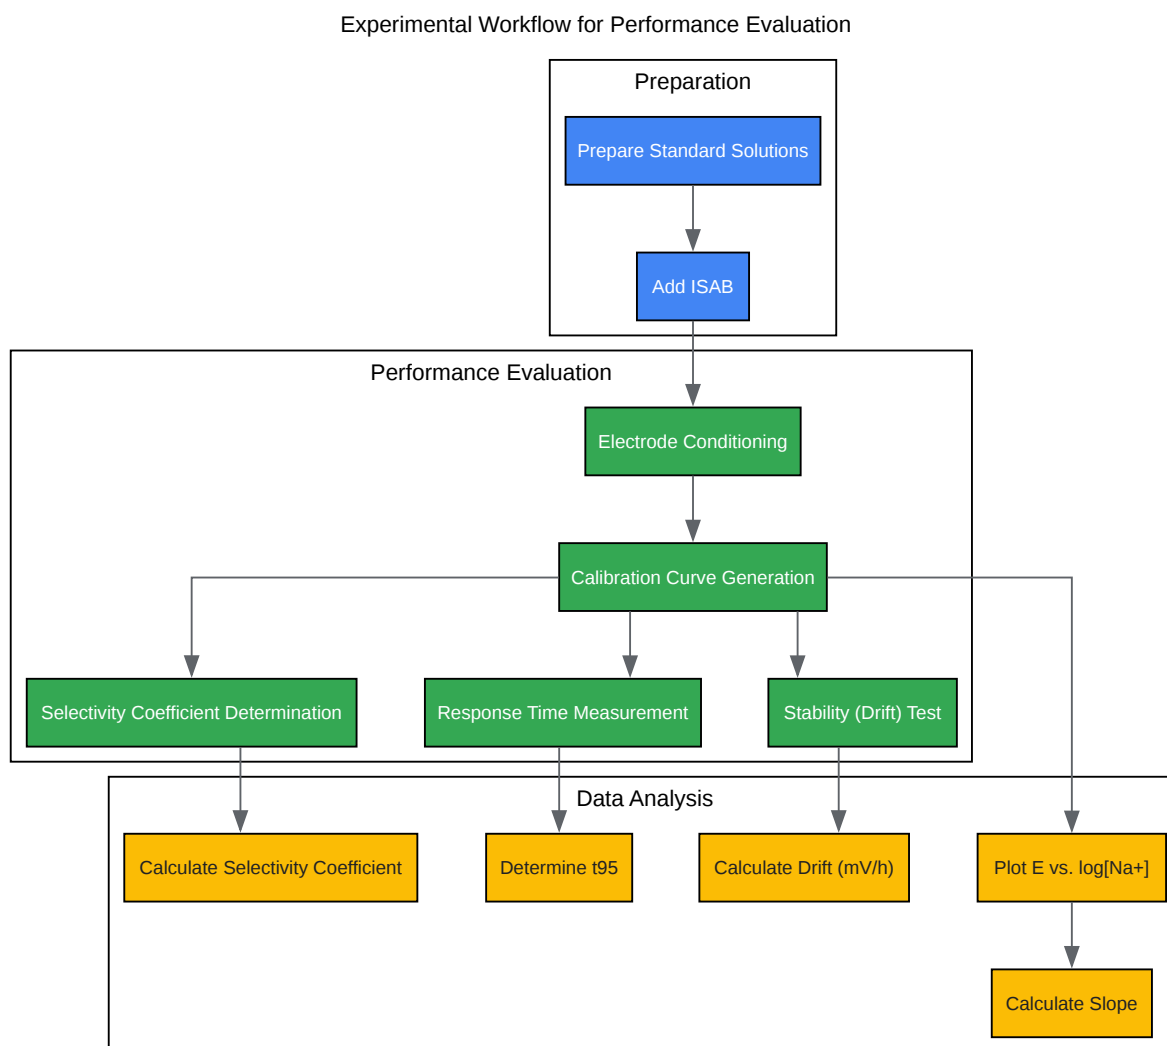 Experimental Workflow for Performance Evaluation
Preparation
Prepare Standard Solutions
Add ISAB
Performance Evaluation
Electrode Conditioning
Calibration Curve Generation
Selectivity Coefficient Determination
Response Time Measurement
Stability (Drift) Test
Data Analysis
Calculate Selectivity Coefficient
Determine t95
Calculate Drift (mV/h)
Plot E vs. log[Na+]
Calculate Slope